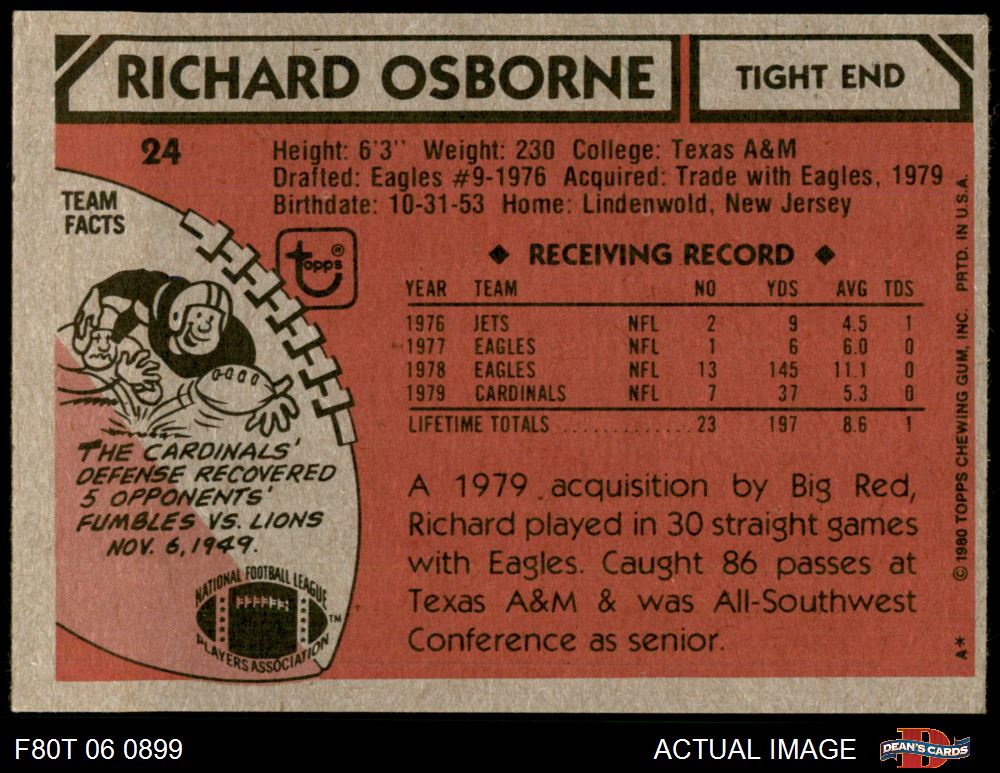 RICHARD OSBORNE
TIGHT END
24
Height: 6'3" Weight: 230 College: Texas A&M
Drafted: Eagles #9-1976 Acquired: Trade with Eagles, 1979
Birthdate: 10-31-53 Home: Lindenwold, New Jersey
TEAM
FACTS
topps®
◆ RECEIVING RECORD ◆
YEAR TEAM NO YDS AVG TDS
1976 JETS NFL 2 9 4.5 1
1977 EAGLES NFL 1 6 6.0 0
1978 EAGLES NFL 13 145 11.1 0
1979 CARDINALS NFL 7 37 5.3 0
LIFETIME TOTALS .............23 197 8.6 1
THE CARDINALS'
DEFENSE RECOVERED
5 OPPONENTS'
FUMBLES VS. LIONS
NOV. 6, 1949.
A 1979 acquisition by Big Red,
Richard played in 30 straight games
with Eagles. Caught 86 passes at
Texas A&M & was All-Southwest
Conference as senior.
NATIONAL FOOTBALL LEAGUE
PLAYERS ASSOCIATION
TM
© 1980 TOPPS CHEWING GUM, INC. PRTD. IN U.S.A.
A*
F80T 06 0899
ACTUAL IMAGE
DEAN'S CARDS